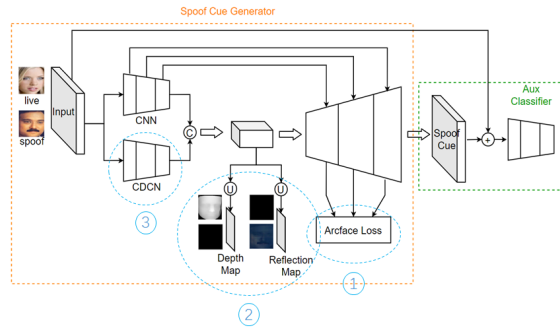 Spoof Cue Generator
Input
live
spoof
CNN
C
CDCN
③
U
U
Depth
Map
Reflection
Map
②
Arcface Loss
①
Aux
Classifier
Spoof
Cue
+